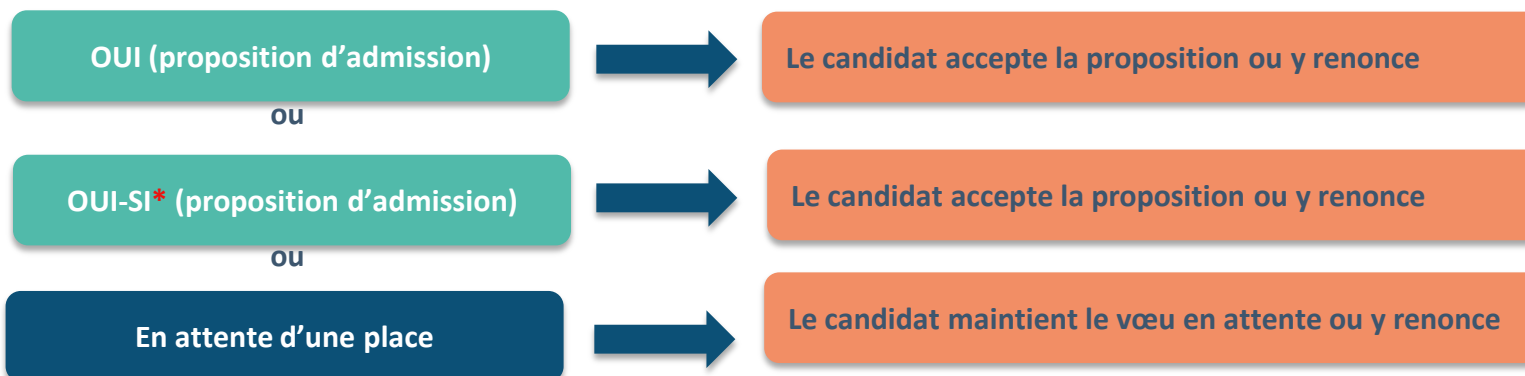 OUI (proposition d’admission)
Le candidat accepte la proposition ou y renonce
ou
OUI-SI* (proposition d’admission)
Le candidat accepte la proposition ou y renonce
ou
En attente d’une place
Le candidat maintient le vœu en attente ou y renonce